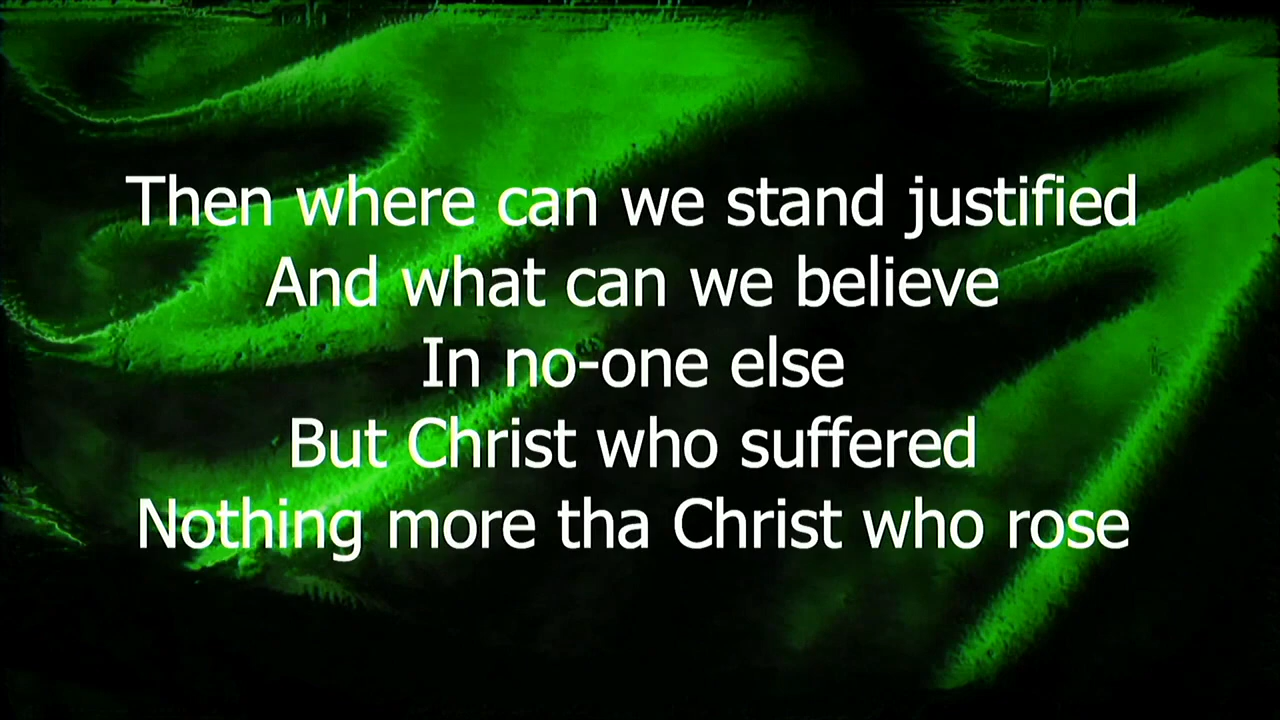 Then where can we stand justified
And what can we believe
In no-one else
But Christ who suffered
Nothing more tha Christ who rose